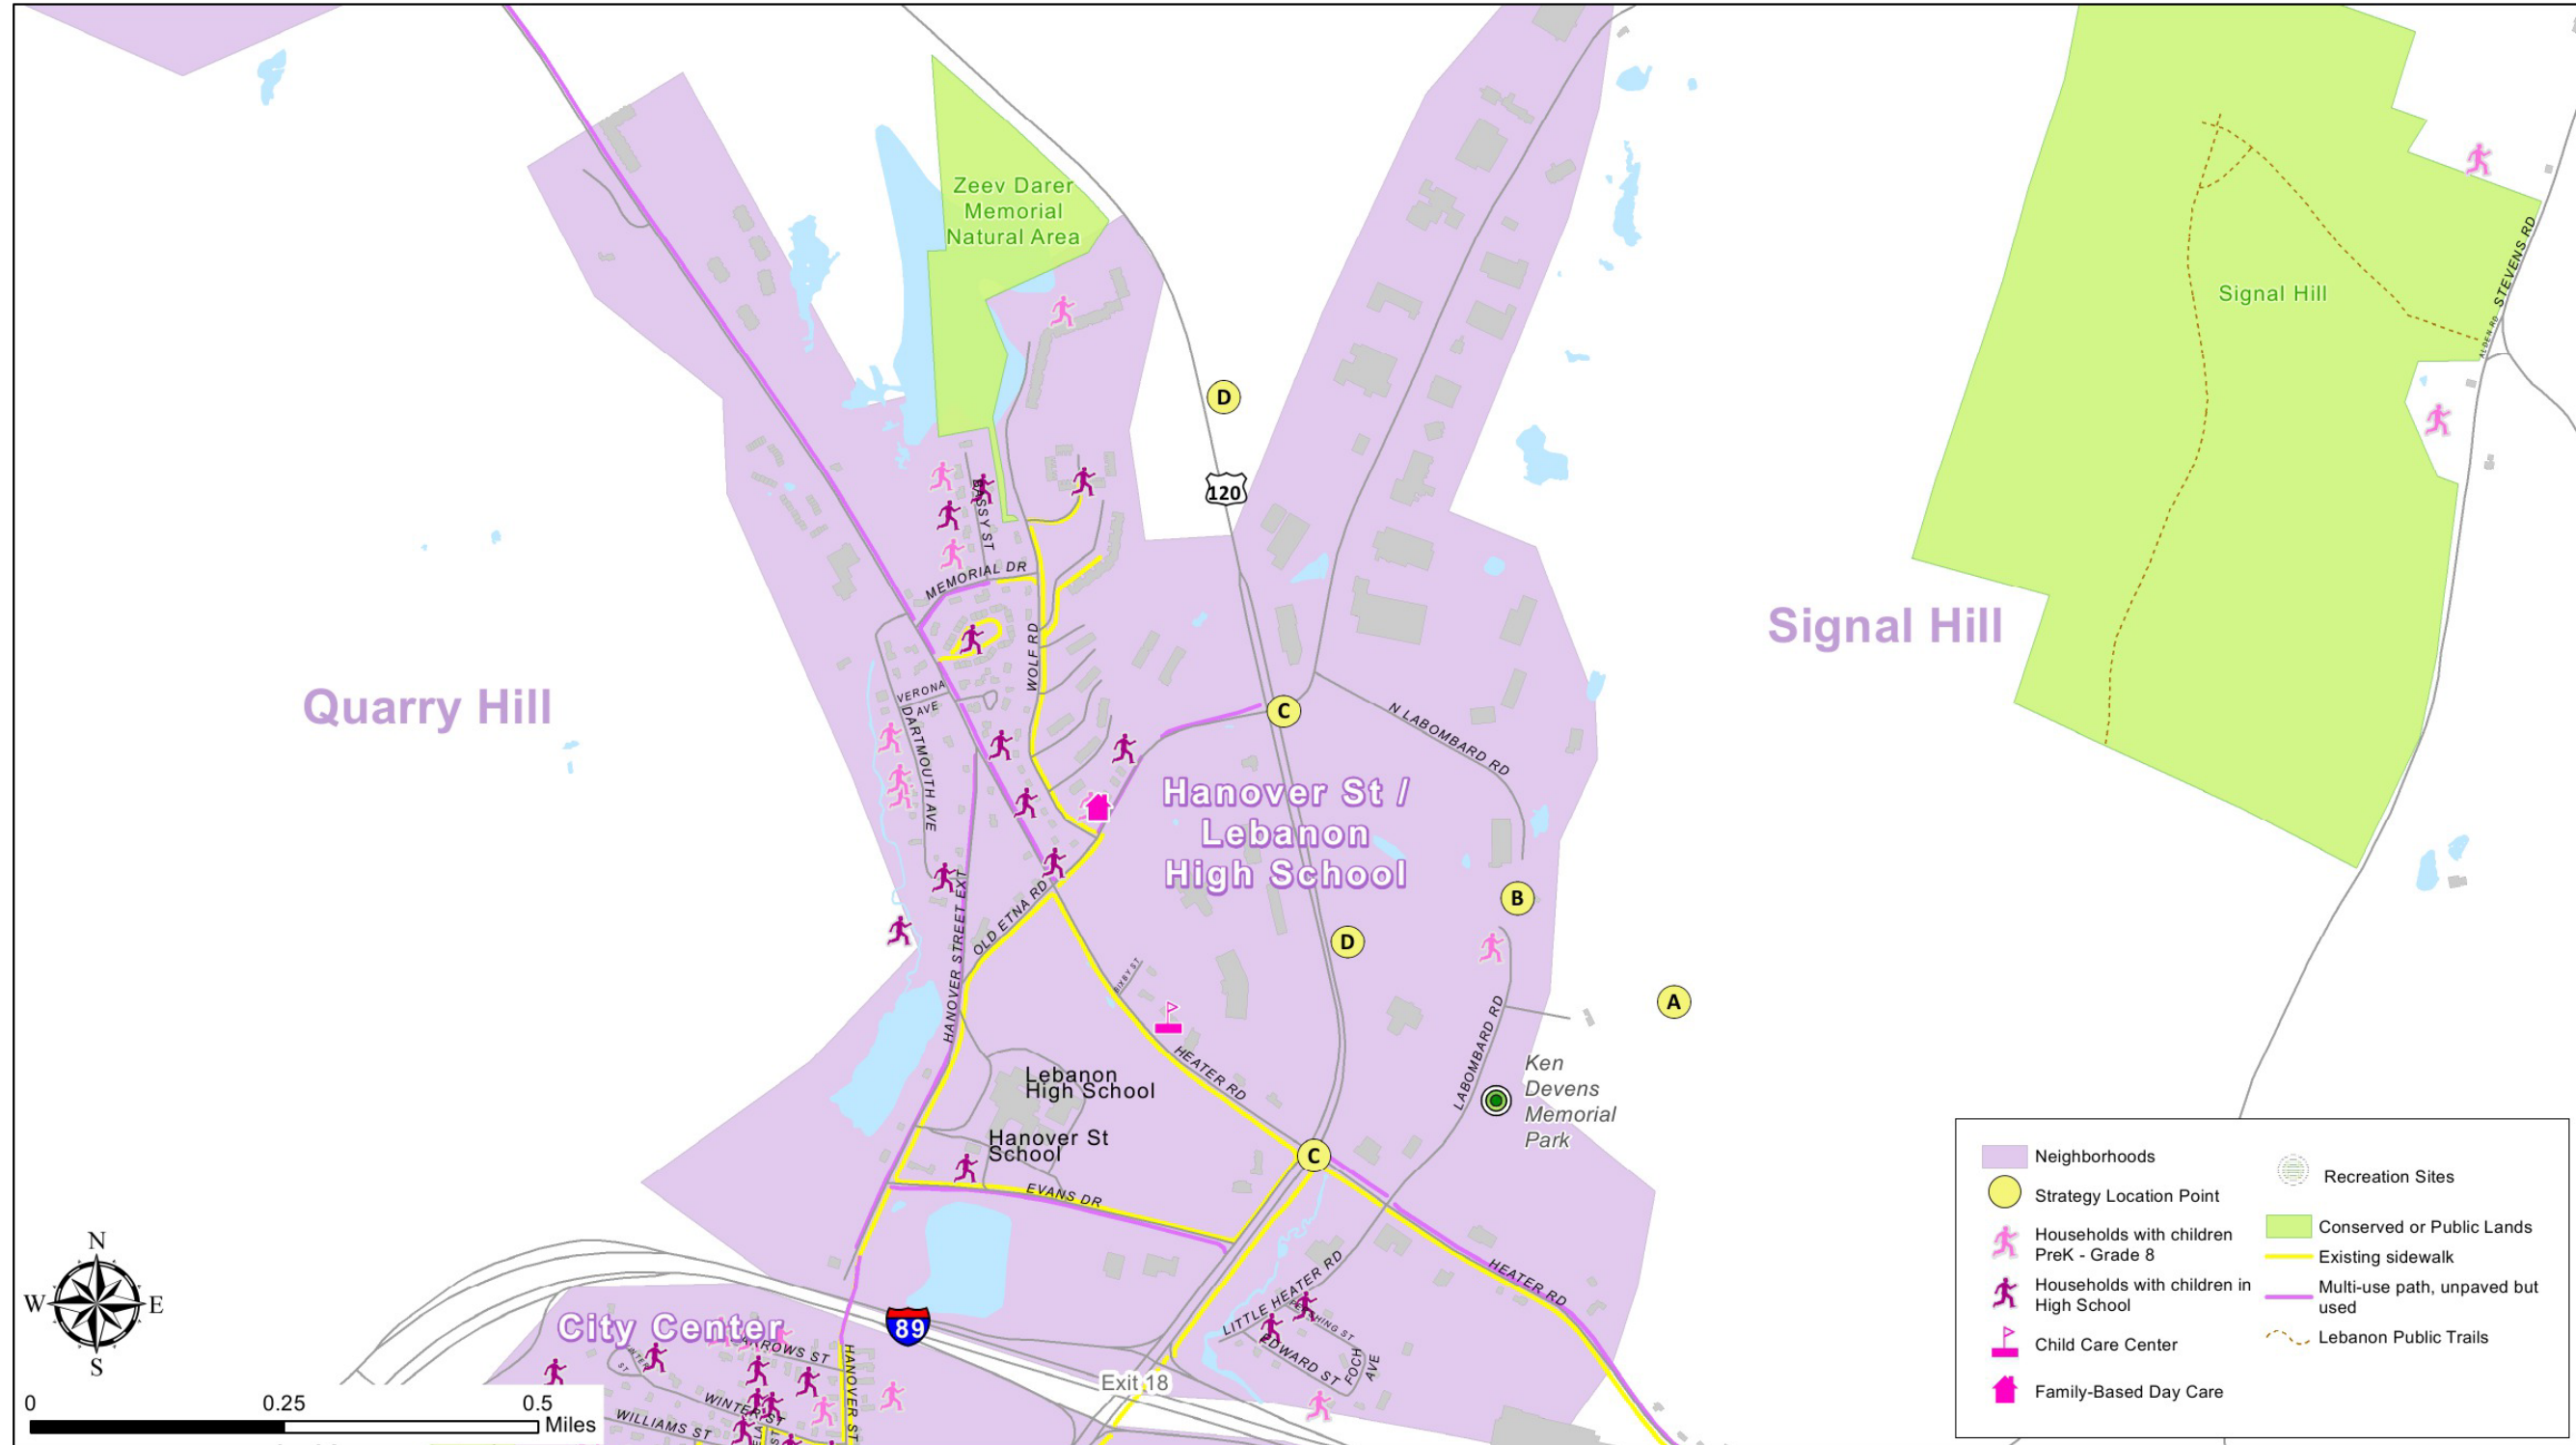 Zeev Darer
Memorial
Natural Area
Signal Hill
STEVENS RD
ALDEN RD
D
120
BASSY ST
MEMORIAL DR
WOLF RD
VERONA
AVE
DARTMOUTH AVE
Quarry Hill
Signal Hill
C
N LABOMBARD RD
Hanover St /
Lebanon
High School
B
D
A
HANOVER STREET EXT
OLD ETNA RD
BIXBY ST
HEATER RD
LABOMBARD RD
Ken
Devens
Memorial
Park
Lebanon
High School
Hanover St
School
EVANS DR
C
HEATER RD
LITTLE HEATER RD
EDWARD ST
FOCH
AVE
City Center
89
Exit 18
HANOVER ST
WINTER ST
WILLIAMS ST
N
W
E
S
0
0.25
0.5
Miles
Neighborhoods
Strategy Location Point
Households with children
PreK - Grade 8
Households with children in
High School
Child Care Center
Family-Based Day Care
Recreation Sites
Conserved or Public Lands
Existing sidewalk
Multi-use path, unpaved but
used
Lebanon Public Trails